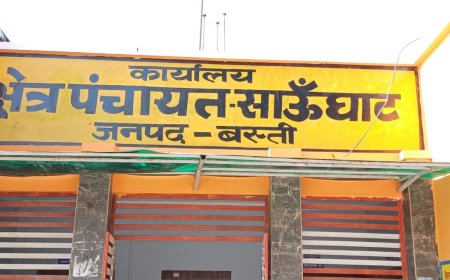 कार्यालय
क्षेत्र पंचायत-साऊँघाट
जनपद - बस्ती